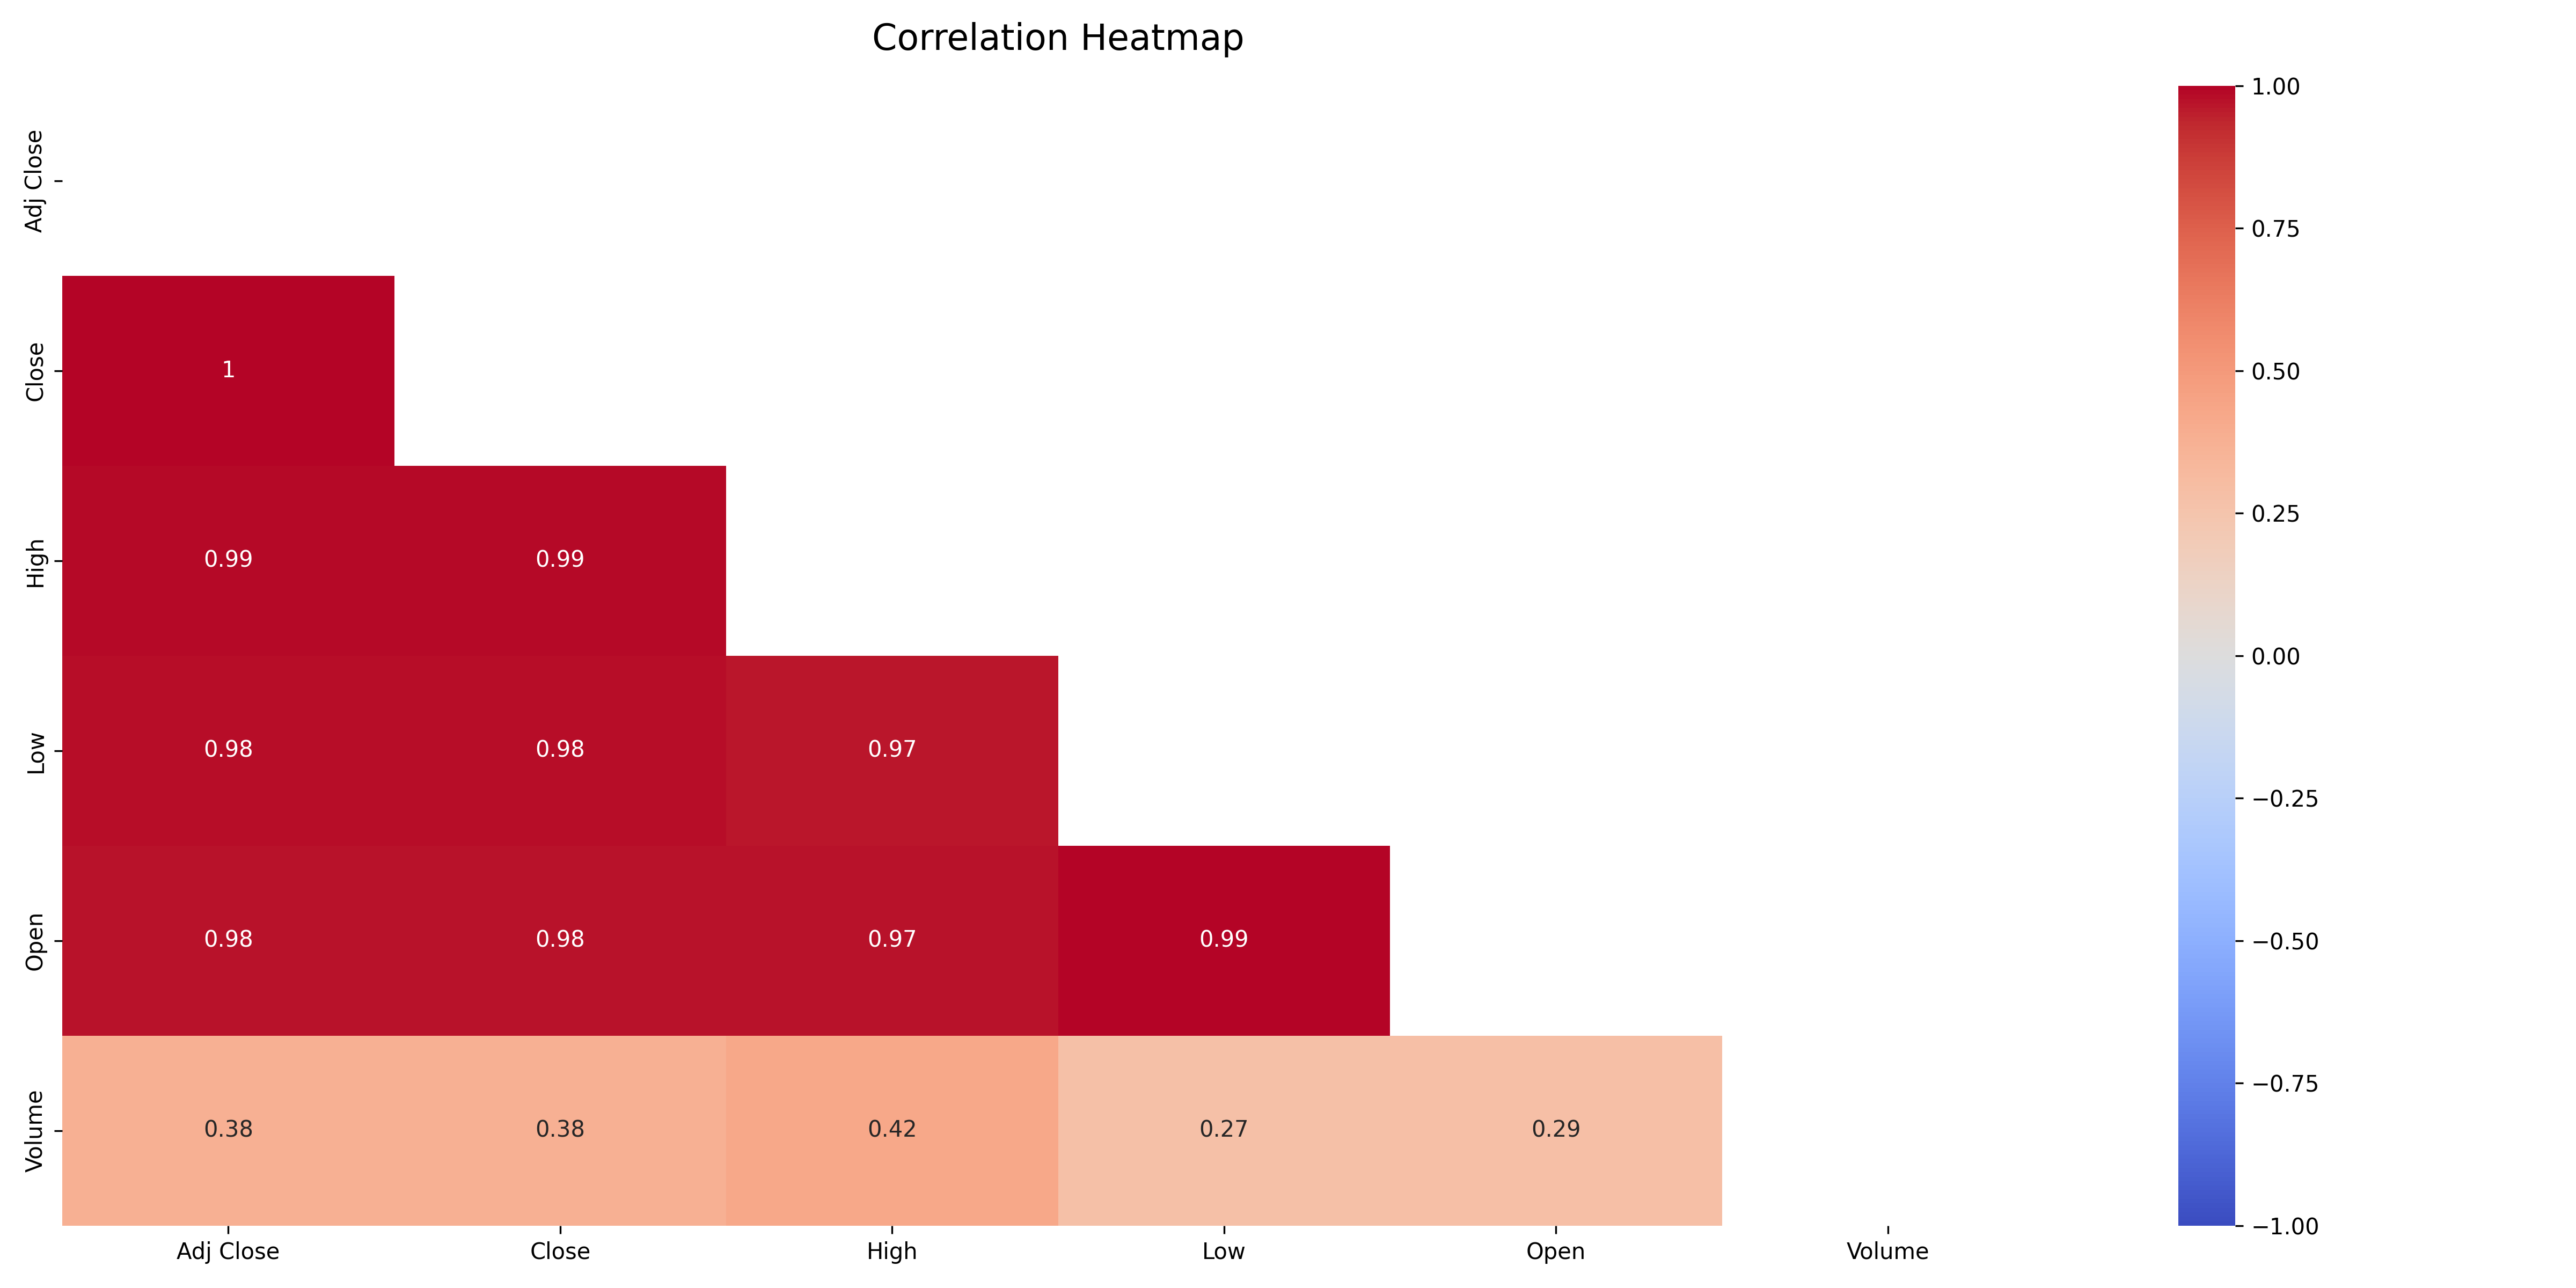 Correlation Heatmap
Adj Close
Close
High
Low
Open
Volume
1
0.99 0.99
0.98 0.98 0.97
0.98 0.98 0.97 0.99
0.38 0.38 0.42 0.27 0.29
Adj Close Close High Low Open Volume
1.00
0.75
0.50
0.25
0.00
−0.25
−0.50
−0.75
−1.00